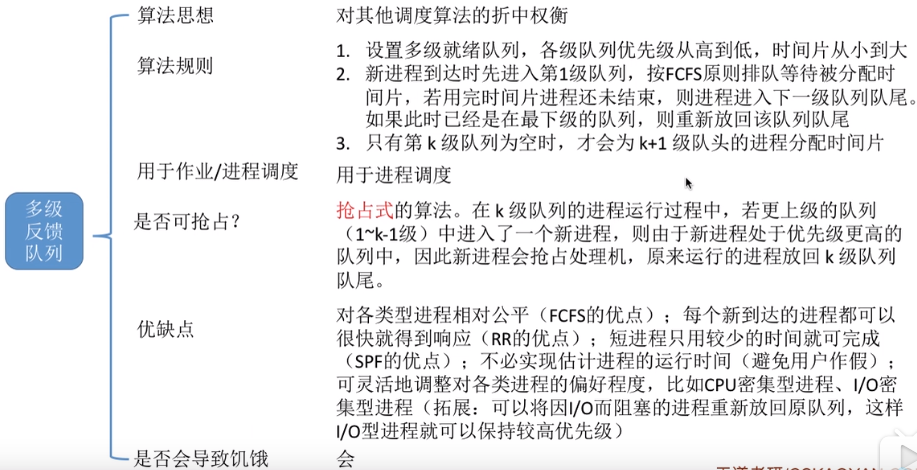 算法思想
对其他调度算法的折中权衡
算法规则
1. 设置多级就绪队列，各级队列优先级从高到低，时间片从小到大
2. 新进程到达时先进入第1级队列，按FCFS原则排队等待被分配时
间片，若用完时间片进程还未结束，则进程进入下一级队列队尾。
如果此时已经是在最下级的队列，则重新放回该队列队尾
3. 只有第 k 级队列为空时，才会为 k+1 级队头的进程分配时间片
用于作业/进程调度
用于进程调度
多级
反馈
队列
是否可抢占？
抢占式的算法。在 k 级队列的进程运行过程中，若更上级的队列
（1~k-1级）中进入了一个新进程，则由于新进程处于优先级更高的
队列中，因此新进程会抢占处理机，原来运行的进程放回 k 级队列
队尾。
优缺点
对各类型进程相对公平（FCFS的优点）；每个新到达的进程都可以
很快就得到响应（RR的优点）；短进程只用较少的时间就可完成
（SPF的优点）；不必实现估计进程的运行时间（避免用户作假）；
可灵活地调整对各类进程的偏好程度，比如CPU密集型进程、I/O密
集型进程（拓展：可以将因I/O而阻塞的进程重新放回原队列，这样
I/O型进程就可以保持较高优先级）
是否会导致饥饿
会